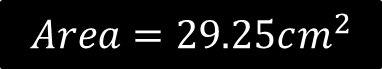 Area = 29.25cm²